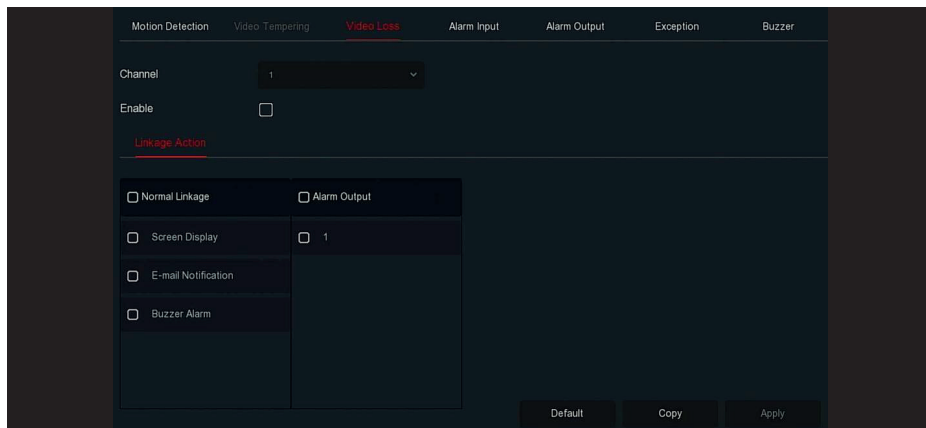 Motion Detection Video Tempering Video Loss Alarm Input Alarm Output Exception Buzzer
Channel 1
Enable
Linkage Action
Normal Linkage Alarm Output
Screen Display 1
E-mail Notification
Buzzer Alarm
Default Copy Apply